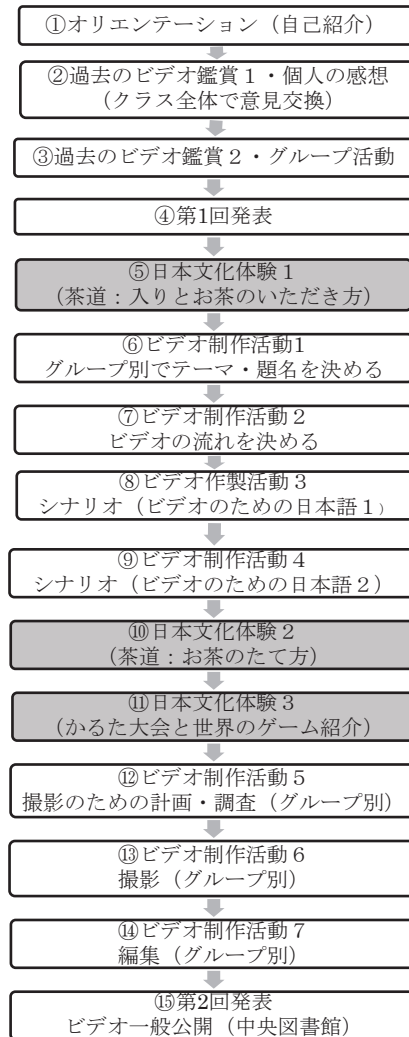 ①オリエンテーション（自己紹介）
②過去のビデオ鑑賞１・個人の感想
（クラス全体で意見交換）
③過去のビデオ鑑賞２・グループ活動
④第1回発表
⑤日本文化体験１
（茶道：入りとお茶のいただき方）
⑥ビデオ制作活動1
グループ別でテーマ・題名を決める
⑦ビデオ制作活動２
ビデオの流れを決める
⑧ビデオ作製活動３
シナリオ（ビデオのための日本語１）
⑨ビデオ制作活動４
シナリオ（ビデオのための日本語２）
⑩日本文化体験２
（茶道：お茶のたて方）
⑪日本文化体験３
（かるた大会と世界のゲーム紹介）
⑫ビデオ制作活動５
撮影のための計画・調査（グループ別）
⑬ビデオ制作活動６
撮影（グループ別）
⑭ビデオ制作活動７
編集（グループ別）
⑮第2回発表
ビデオ一般公開（中央図書館）